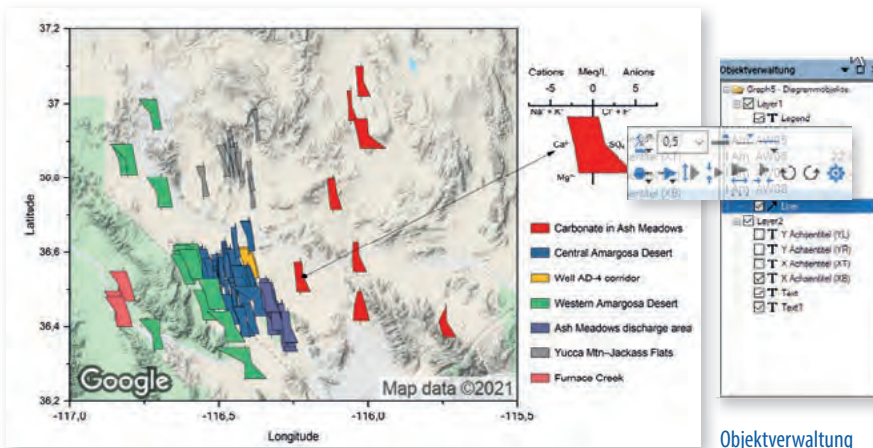 37,2
37
36,8
36,6
36,4
36,2
Latitude
-117,0
-116,5
-116,0
-115,5
Longitude
Google
Map data ©2021
Cations Meq/l. Anions
-5 0 5
Na⁺ + K⁺ Cl⁻ + F⁻
Ca²⁺ SO₄
Mg²⁺
Carbonate in Ash Meadows
Central Amargosa Desert
Well AD-4 corridor
Western Amargosa Desert
Ash Meadows discharge area
Yucca Mtn–Jackass Flats
Furnace Creek
Objektverwaltung
Graph5 - Diagrammobjekte
Layer1
Legend
0,5
Layer2
Y Achsentitel (YL)
Y Achsentitel (YR)
X Achsentitel (XT)
X Achsentitel (XB)
Text
Text1
Objektverwaltung